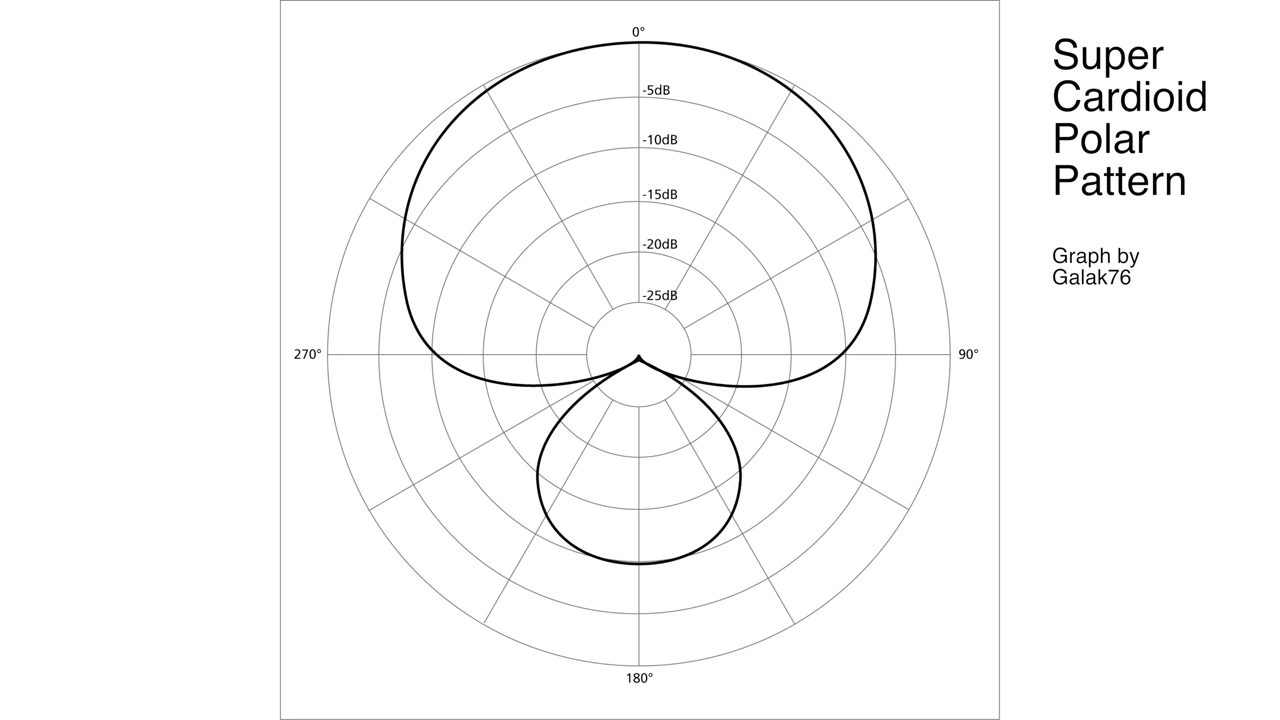 0°
-5dB
-10dB
-15dB
-20dB
-25dB
270°
90°
180°
Super
Cardioid
Polar
Pattern
Graph by
Galak76